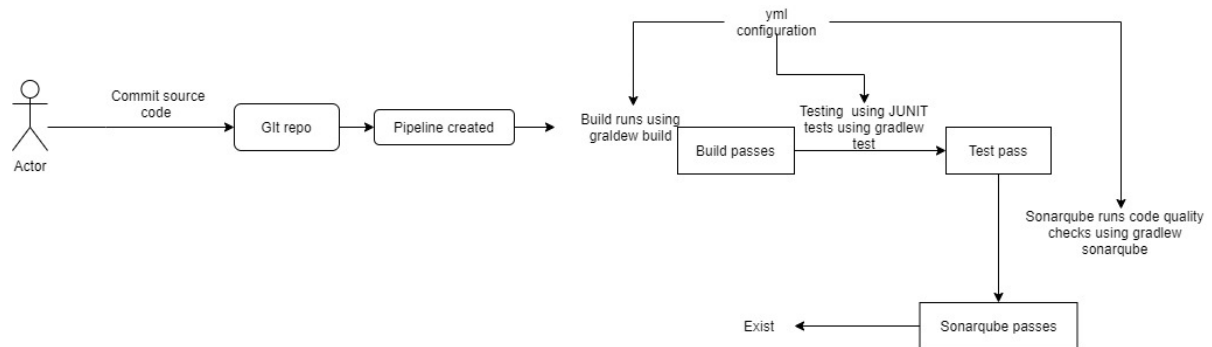 yml
configuration
Commit source
code
Actor
GIt repo
Pipeline created
Build runs using
graldew build
Build passes
Testing using JUNIT
tests using gradlew
test
Test pass
Sonarqube runs code quality
checks using gradlew
sonarqube
Sonarqube passes
Exist